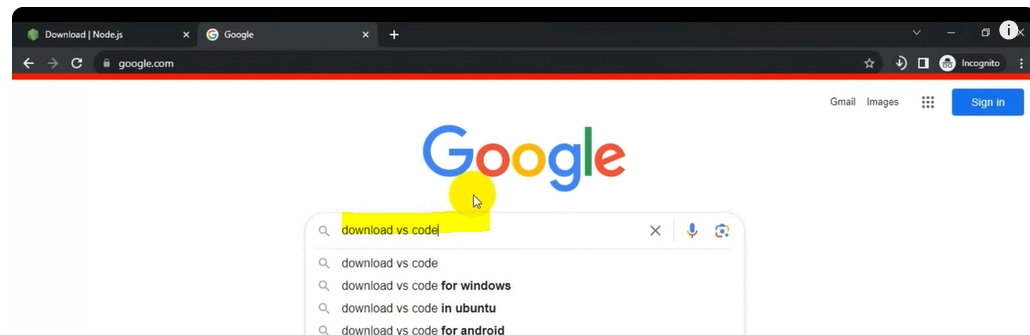 Download | Node.js
Google
google.com
Incognito
Gmail
Images
Sign in
Google
download vs code
download vs code
download vs code for windows
download vs code in ubuntu
download vs code for android